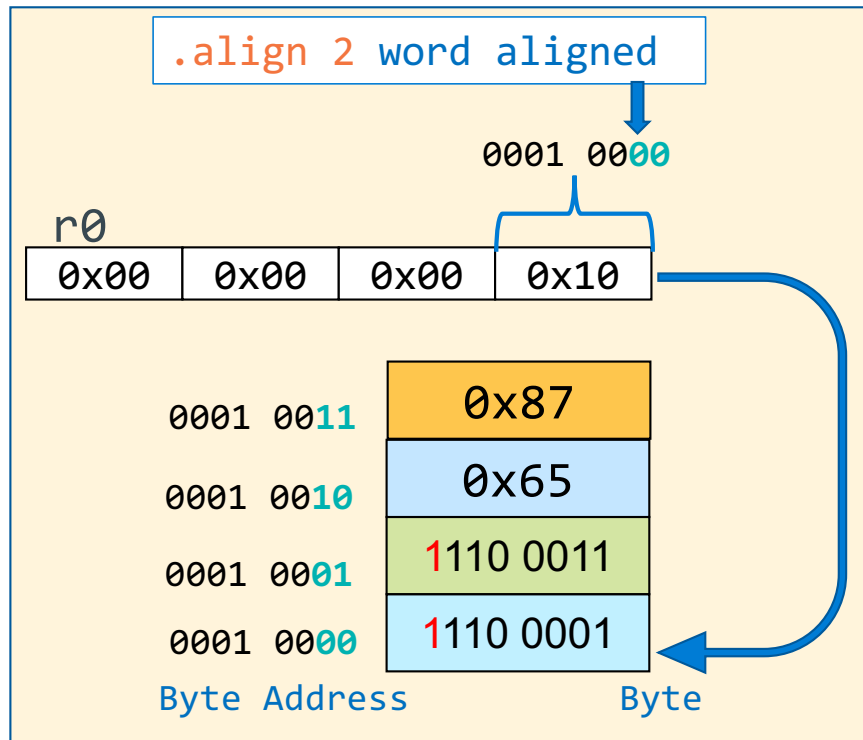 .align 2 word aligned
0001 0000
r0
0x00 0x00 0x00 0x10
0001 0011 0x87
0001 0010 0x65
0001 0001 1110 0011
0001 0000 1110 0001
Byte Address Byte